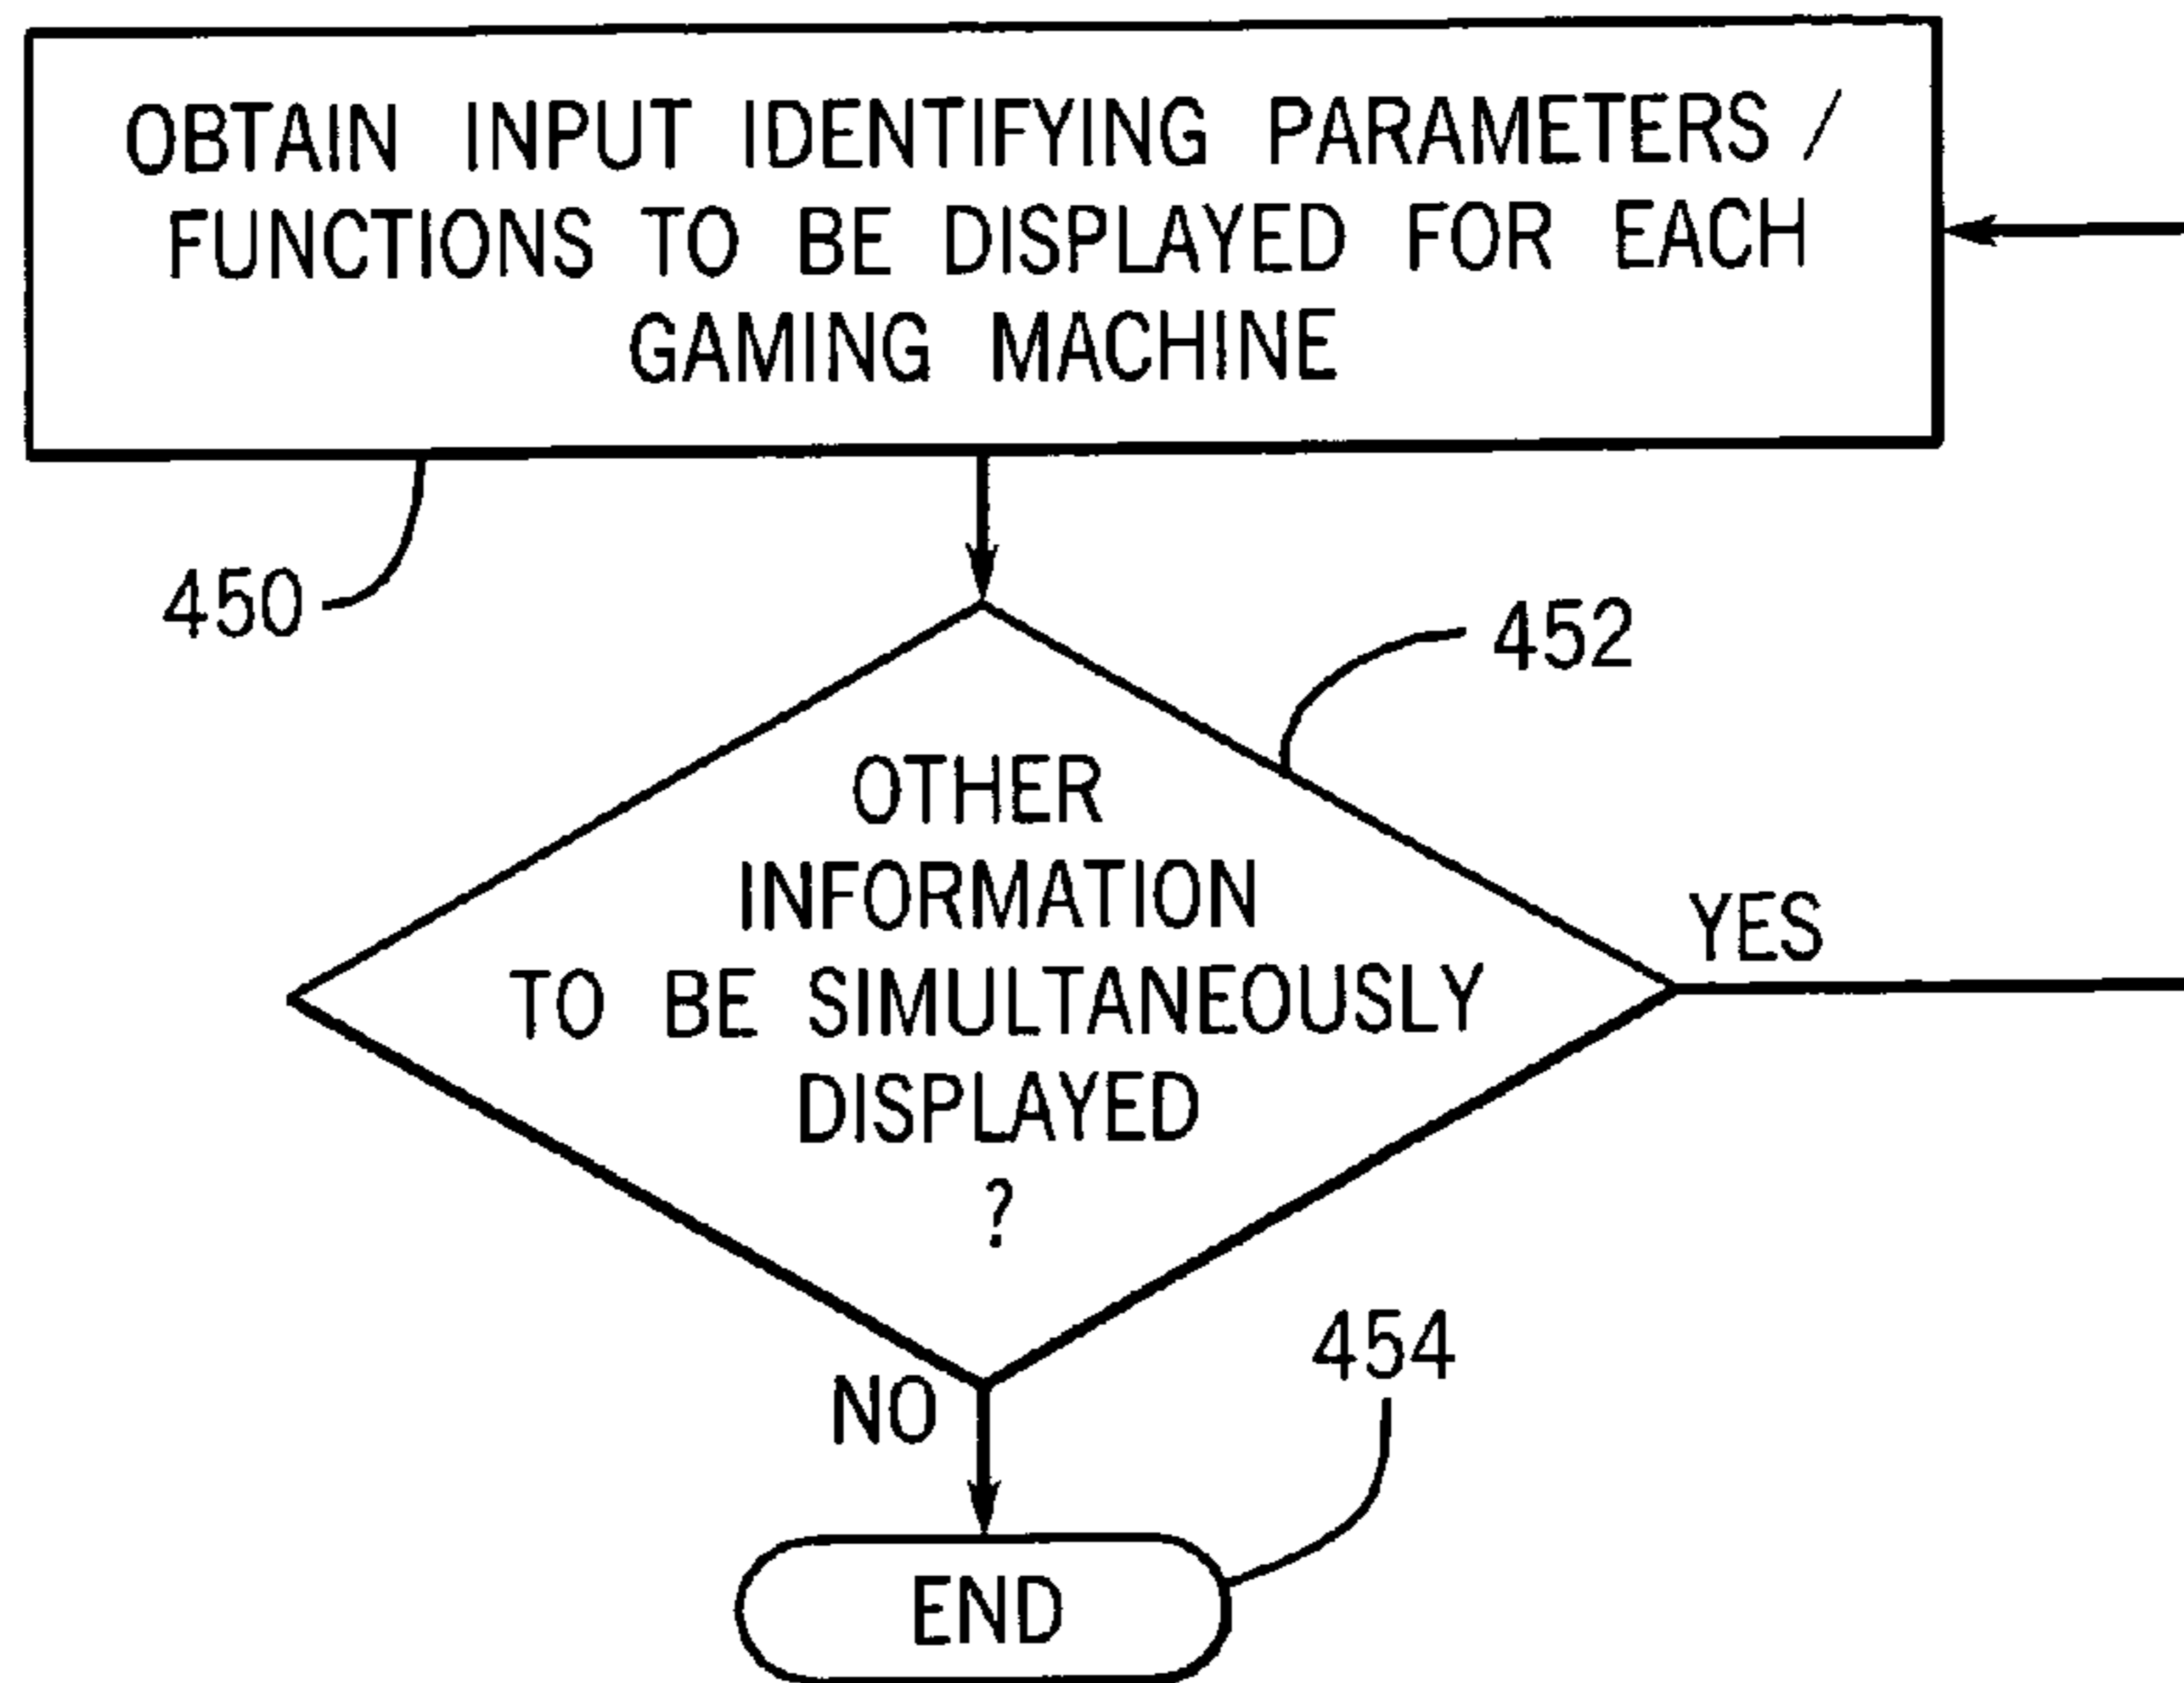 OBTAIN INPUT IDENTIFYING PARAMETERS /
FUNCTIONS TO BE DISPLAYED FOR EACH
GAMING MACHINE
450
452
OTHER
INFORMATION
TO BE SIMULTANEOUSLY
DISPLAYED
?
YES
NO
454
END